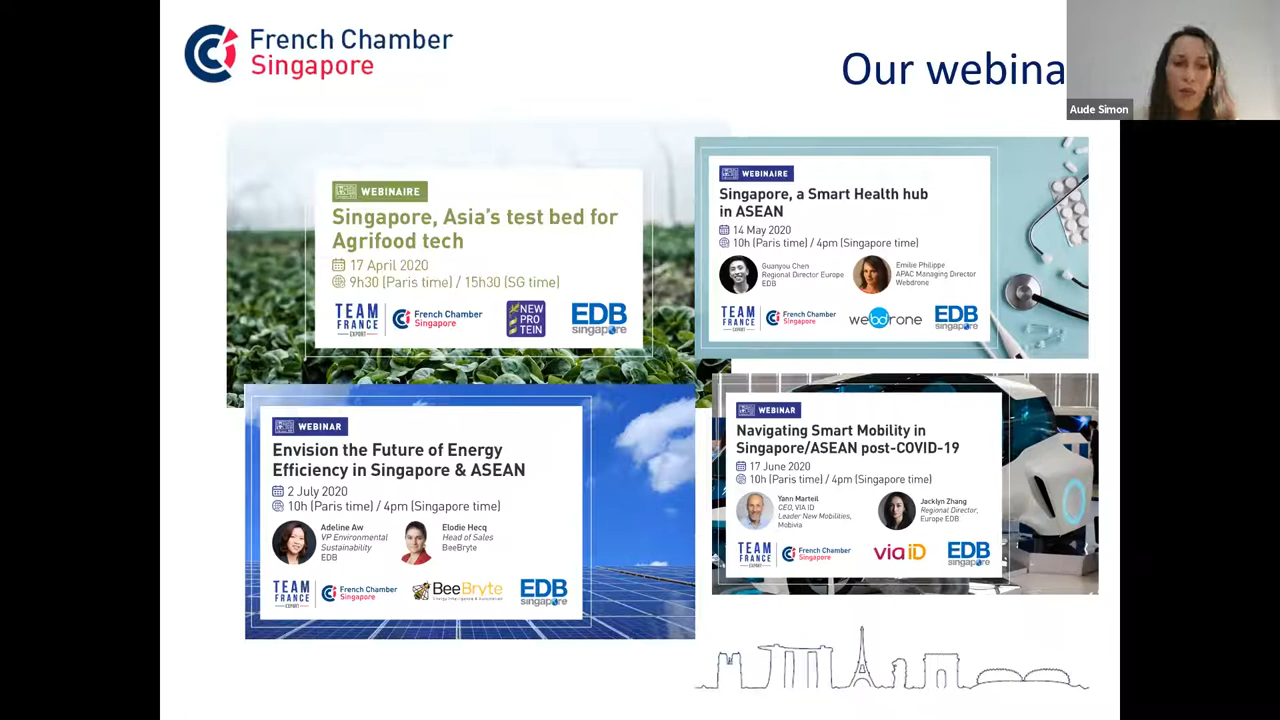 French Chamber
Singapore
Our webina
Aude Simon
WEBINAIRE
Singapore, Asia's test bed for
Agrifood tech
17 April 2020
9h30 (Paris time) / 15h30 (SG time)
TEAM
FRANCE
EXPORT
French Chamber
Singapore
NEW
PRO
TEIN
EDB
singapore
WEBINAIRE
Singapore, a Smart Health hub
in ASEAN
14 May 2020
10h (Paris time) / 4pm (Singapore time)
Guanyou Chen
Regional Director Europe
EDB
Emilie Philippe
APAC Managing Director
Webdrone
TEAM
FRANCE
EXPORT
French Chamber
Singapore
webdrone
EDB
singapore
WEBINAR
Envision the Future of Energy
Efficiency in Singapore & ASEAN
2 July 2020
10h (Paris time) / 4pm (Singapore time)
Adeline Aw
VP Environmental
Sustainability
EDB
Elodie Hecq
Head of Sales
BeeBryte
TEAM
FRANCE
EXPORT
French Chamber
Singapore
BeeBryte
EDB
singapore
WEBINAR
Navigating Smart Mobility in
Singapore/ASEAN post-COVID-19
17 June 2020
10h (Paris time) / 4pm (Singapore time)
Yann Marteil
CEO, VIA ID
Leader New Mobilities,
Mobivia
Jacklyn Zhang
Regional Director,
Europe EDB
TEAM
FRANCE
EXPORT
French Chamber
Singapore
via iD
EDB
singapore